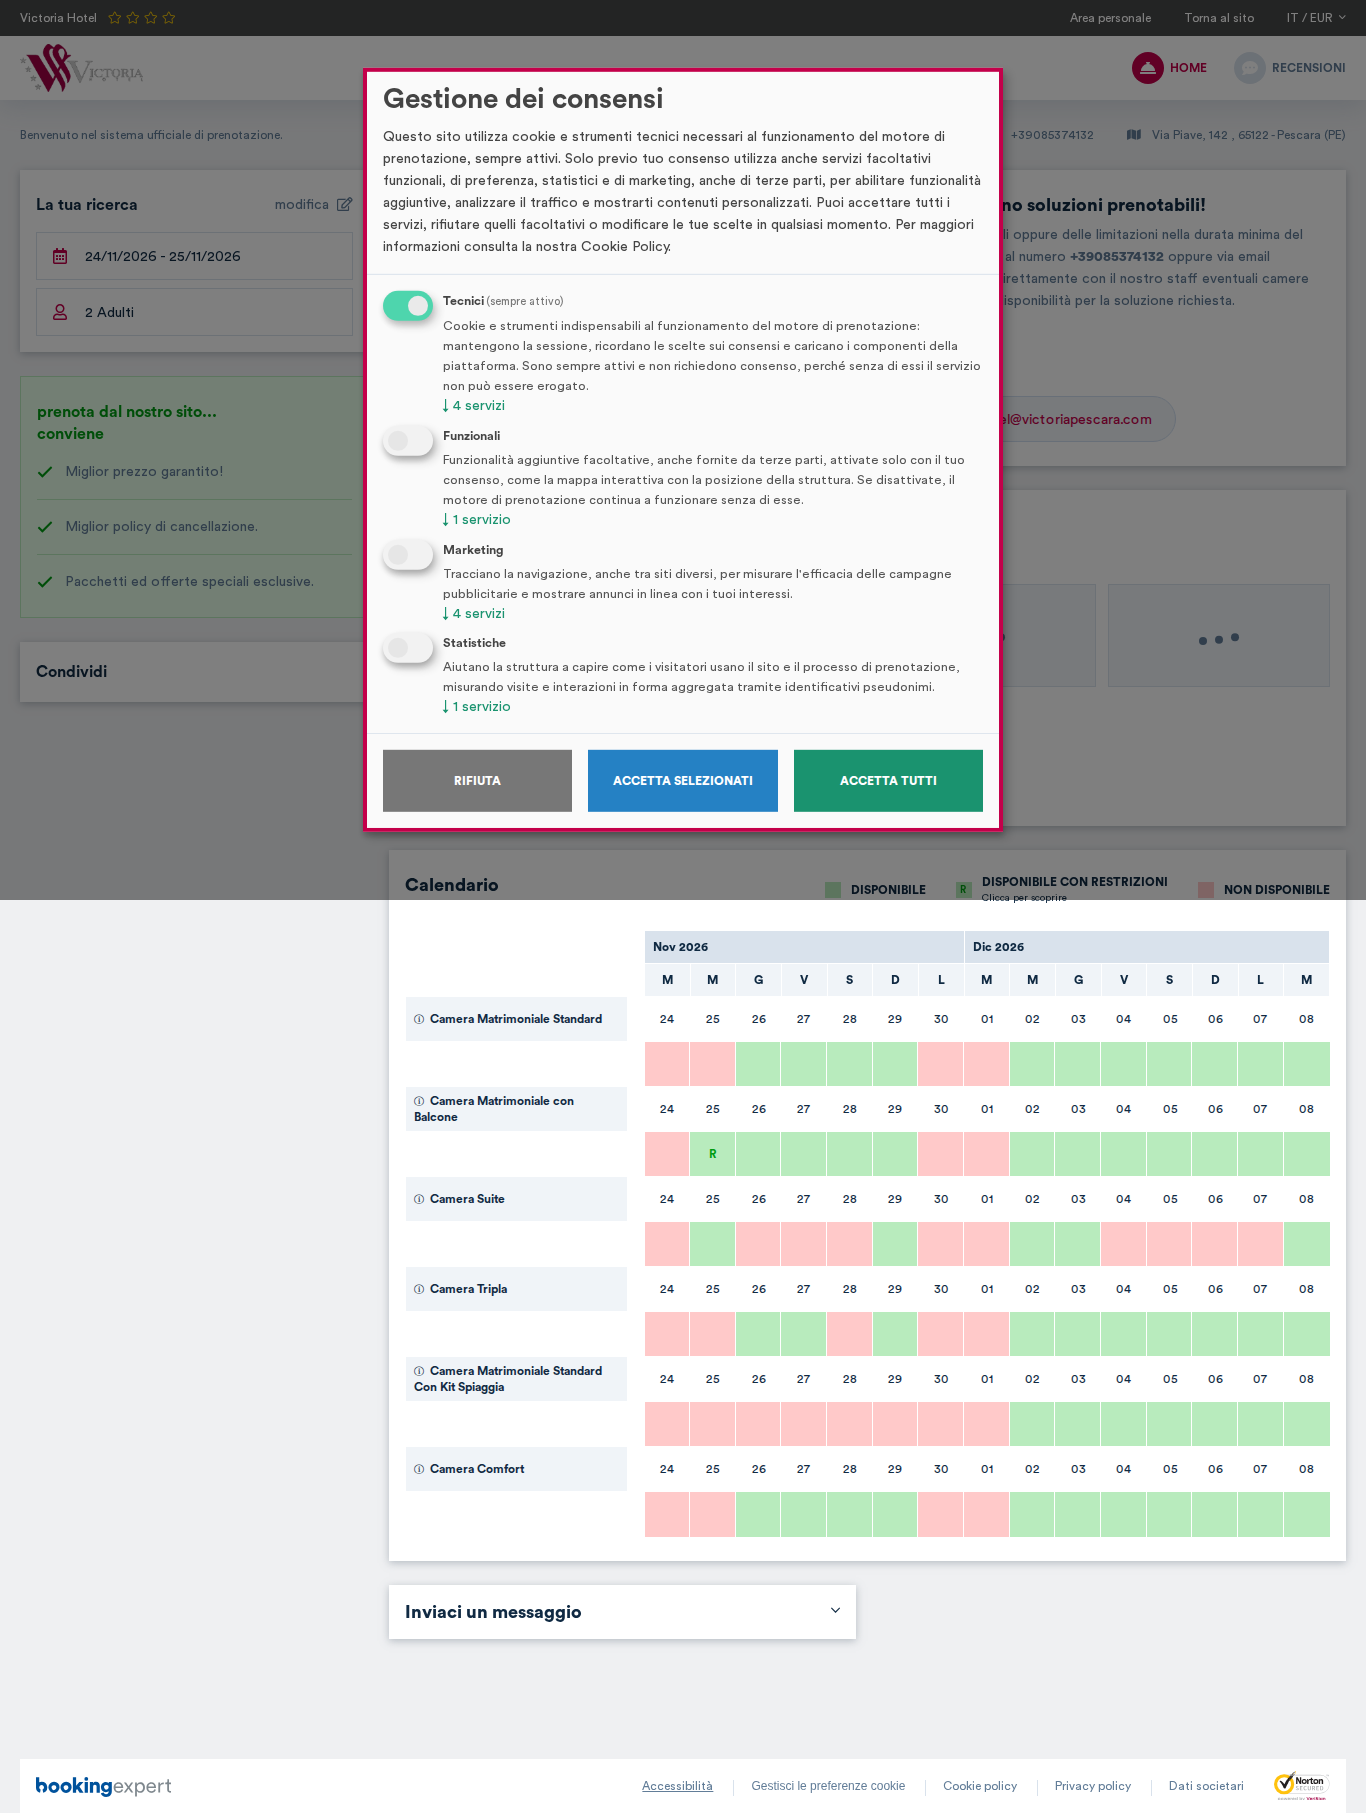 Victoria Hotel
Area personale
Torna al sito
IT / EUR
VICTORIA
HOME
RECENSIONI
Benvenuto nel sistema ufficiale di prenotazione.
+39085374132
Via Piave, 142 , 65122 - Pescara (PE)
La tua ricerca
modifica
24/11/2026 - 25/11/2026
2 Adulti
prenota dal nostro sito...
conviene
Miglior prezzo garantito!
Miglior policy di cancellazione.
Pacchetti ed offerte speciali esclusive.
Condividi
Gestione dei consensi
Questo sito utilizza cookie e strumenti tecnici necessari al funzionamento del motore di
prenotazione, sempre attivi. Solo previo tuo consenso utilizza anche servizi facoltativi
funzionali, di preferenza, statistici e di marketing, anche di terze parti, per abilitare funzionalità
aggiuntive, analizzare il traffico e mostrarti contenuti personalizzati. Puoi accettare tutti i
servizi, rifiutare quelli facoltativi o modificare le tue scelte in qualsiasi momento. Per maggiori
informazioni consulta la nostra Cookie Policy.
Tecnici (sempre attivo)
Cookie e strumenti indispensabili al funzionamento del motore di prenotazione:
mantengono la sessione, ricordano le scelte sui consensi e caricano i componenti della
piattaforma. Sono sempre attivi e non richiedono consenso, perché senza di essi il servizio
non può essere erogato.
↓ 4 servizi
Funzionali
Funzionalità aggiuntive facoltative, anche fornite da terze parti, attivate solo con il tuo
consenso, come la mappa interattiva con la posizione della struttura. Se disattivate, il
motore di prenotazione continua a funzionare senza di esse.
↓ 1 servizio
Marketing
Tracciano la navigazione, anche tra siti diversi, per misurare l'efficacia delle campagne
pubblicitarie e mostrare annunci in linea con i tuoi interessi.
↓ 4 servizi
Statistiche
Aiutano la struttura a capire come i visitatori usano il sito e il processo di prenotazione,
misurando visite e interazioni in forma aggregata tramite identificativi pseudonimi.
↓ 1 servizio
RIFIUTA
ACCETTA SELEZIONATI
ACCETTA TUTTI
no soluzioni prenotabili!
li oppure delle limitazioni nella durata minima del
al numero +39085374132 oppure via email
rettamente con il nostro staff eventuali camere
isponibilità per la soluzione richiesta.
el@victoriapescara.com
Calendario
DISPONIBILE
R DISPONIBILE CON RESTRIZIONI
Clicca per scoprire
NON DISPONIBILE
Nov 2026 Dic 2026
M M G V S D L M M G V S D L M
Camera Matrimoniale Standard 24 25 26 27 28 29 30 01 02 03 04 05 06 07 08
Camera Matrimoniale con
Balcone
24 25 26 27 28 29 30 01 02 03 04 05 06 07 08
R
Camera Suite 24 25 26 27 28 29 30 01 02 03 04 05 06 07 08
Camera Tripla 24 25 26 27 28 29 30 01 02 03 04 05 06 07 08
Camera Matrimoniale Standard
Con Kit Spiaggia
24 25 26 27 28 29 30 01 02 03 04 05 06 07 08
Camera Comfort 24 25 26 27 28 29 30 01 02 03 04 05 06 07 08
Inviaci un messaggio
bookingexpert
Accessibilità
Gestisci le preferenze cookie
Cookie policy
Privacy policy
Dati societari
Norton
SECURED
powered by VeriSign